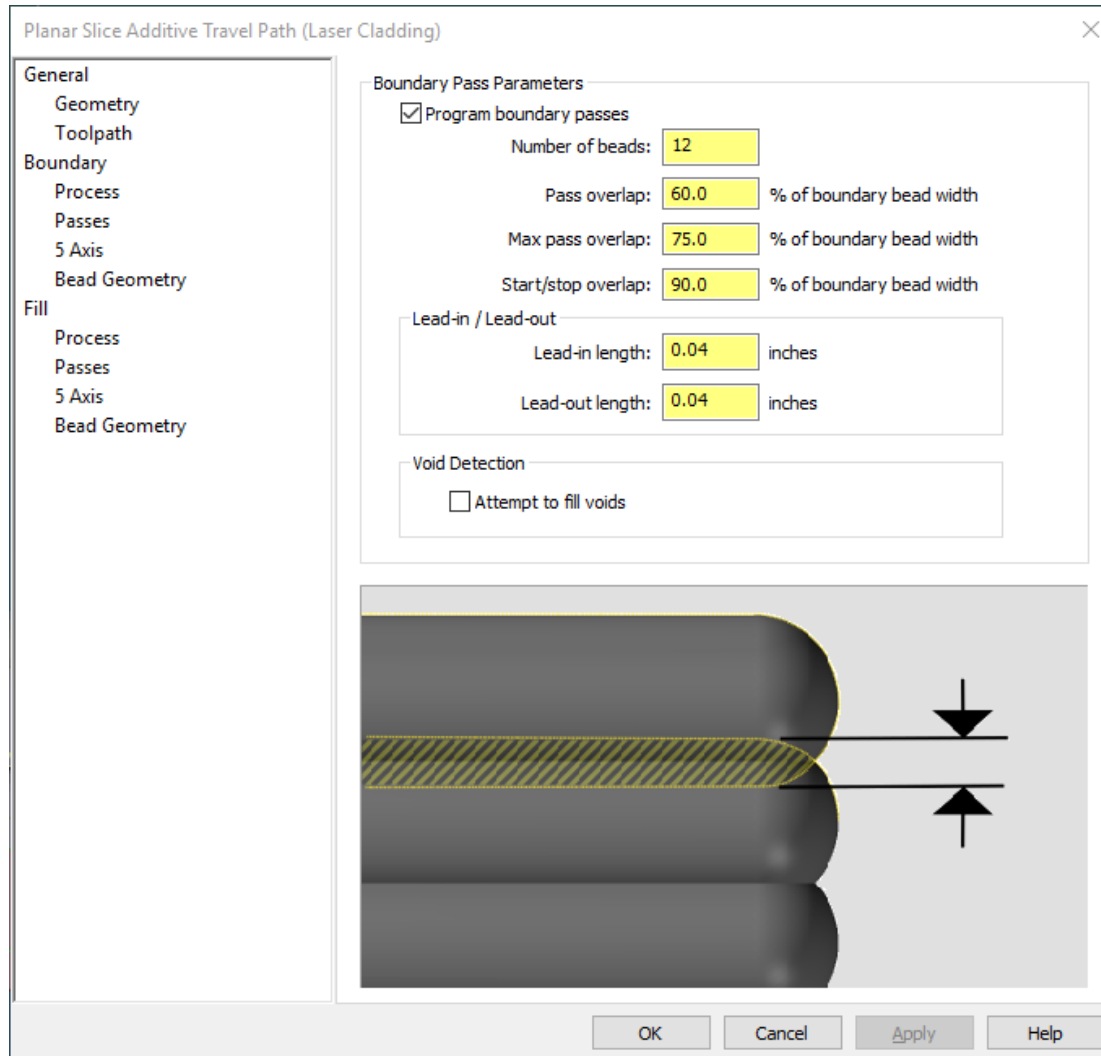 Planar Slice Additive Travel Path (Laser Cladding)
General
Geometry
Toolpath
Boundary
Process
Passes
5 Axis
Bead Geometry
Fill
Process
Passes
5 Axis
Bead Geometry
Boundary Pass Parameters
Program boundary passes
Number of beads: 12
Pass overlap: 60.0 % of boundary bead width
Max pass overlap: 75.0 % of boundary bead width
Start/stop overlap: 90.0 % of boundary bead width
Lead-in / Lead-out
Lead-in length: 0.04 inches
Lead-out length: 0.04 inches
Void Detection
Attempt to fill voids
OK Cancel Apply Help